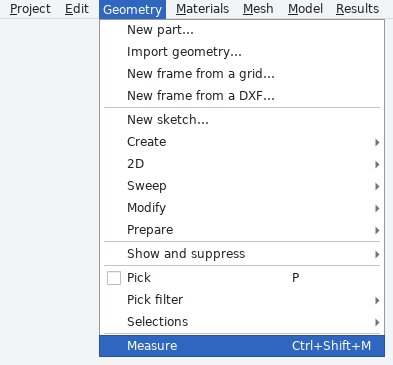 Project Edit Geometry Materials Mesh Model Results
New part...
Import geometry...
New frame from a grid...
New frame from a DXF...
New sketch...
Create
2D
Sweep
Modify
Prepare
Show and suppress
Pick P
Pick filter
Selections
Measure Ctrl+Shift+M